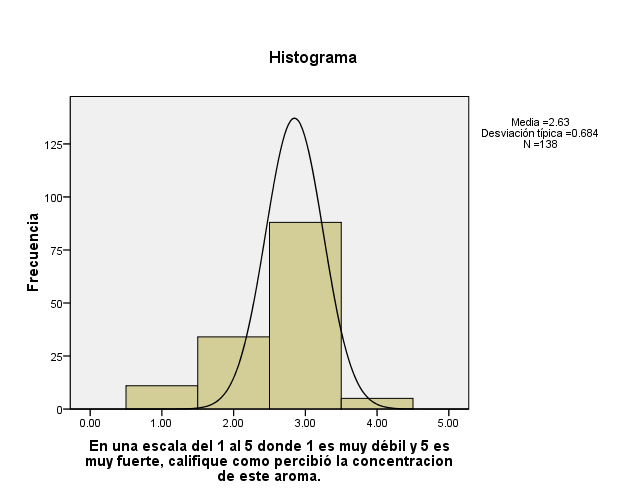 Histograma
Media =2.63
Desviación típica =0.684
N =138
Frecuencia
125
100
75
50
25
0
0.00 1.00 2.00 3.00 4.00 5.00
En una escala del 1 al 5 donde 1 es muy débil y 5 es
muy fuerte, califique como percibió la concentracion
de este aroma.